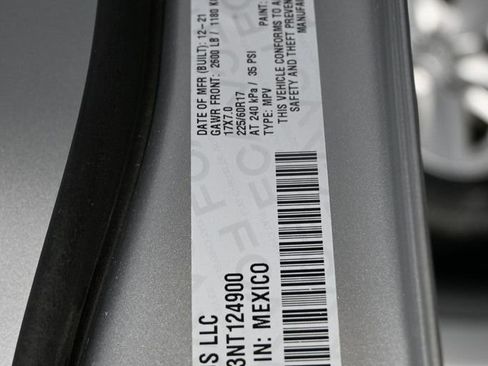 DATE OF MFR (BUILT): 12-21 PAINT:
GAWR FRONT: 2600 LB / 1180 K
17X7.0
225/60R17
AT 240 kPa / 35 PSI
TYPE: MPV
THIS VEHICLE CONFORMS TO A
SAFETY AND THEFT PREVEN
MANUFA
S LLC
3NT124900
IN: MEXICO